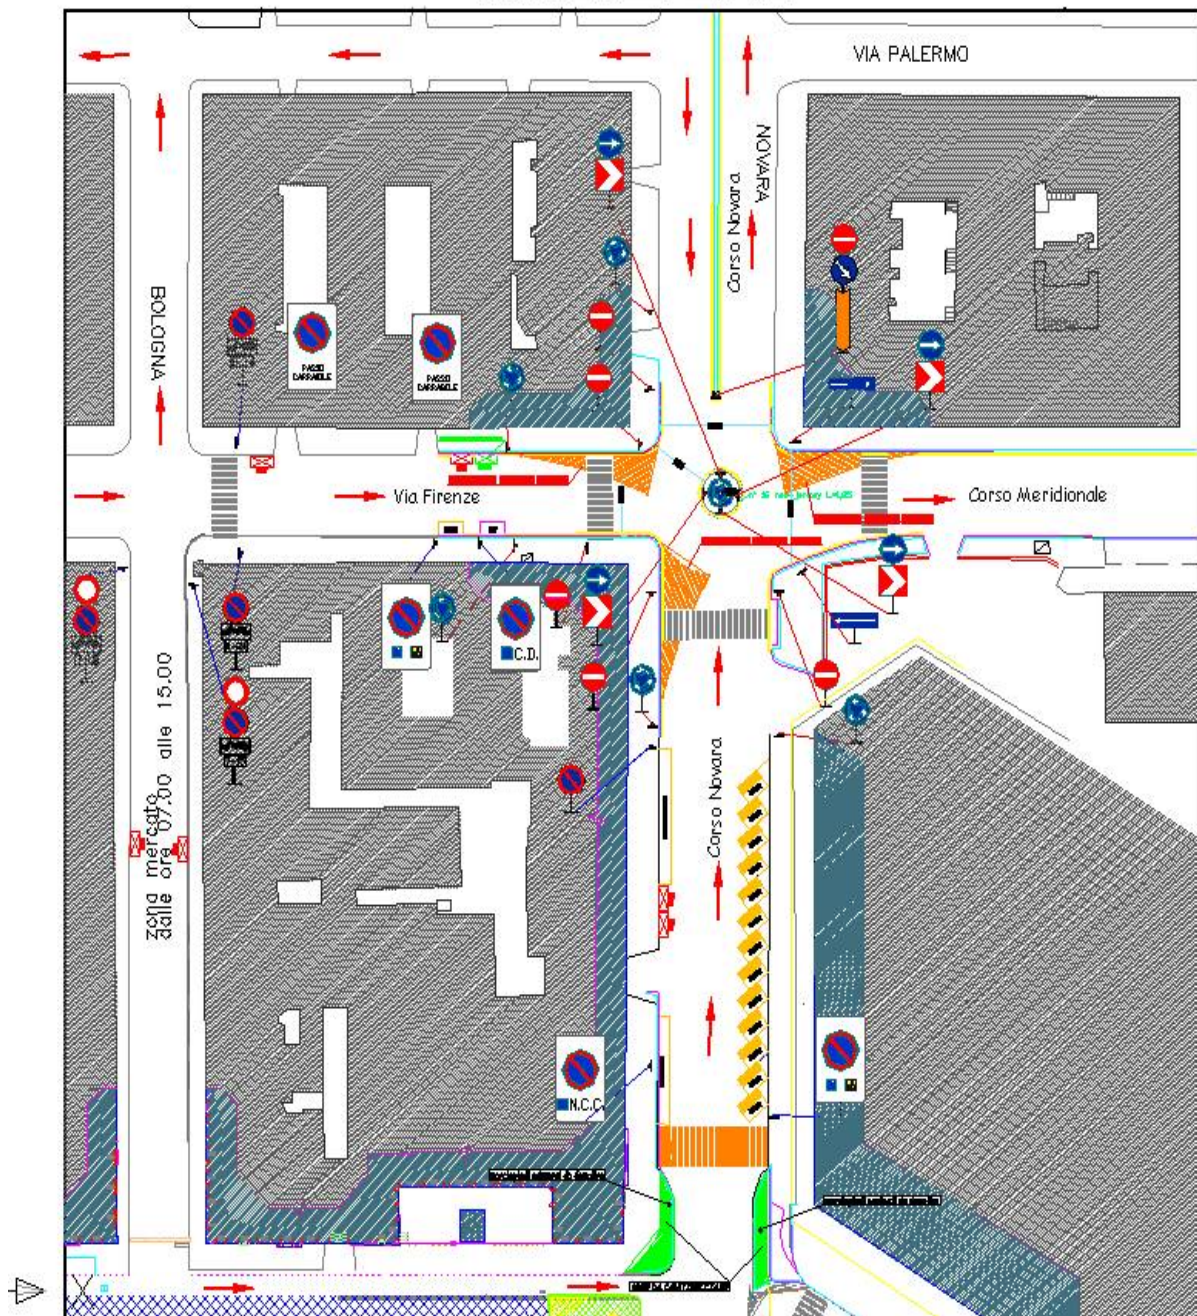 VIA PALERMO
NOVARA
Corso Novara
BOLOGNA
PASSO
CARRABILE
PASSO
CARRABILE
Via Firenze
Corso Meridionale
C.D.
zona mercato
dalle ore 07.00 alle 15.00
Corso Novara
N.C.C.